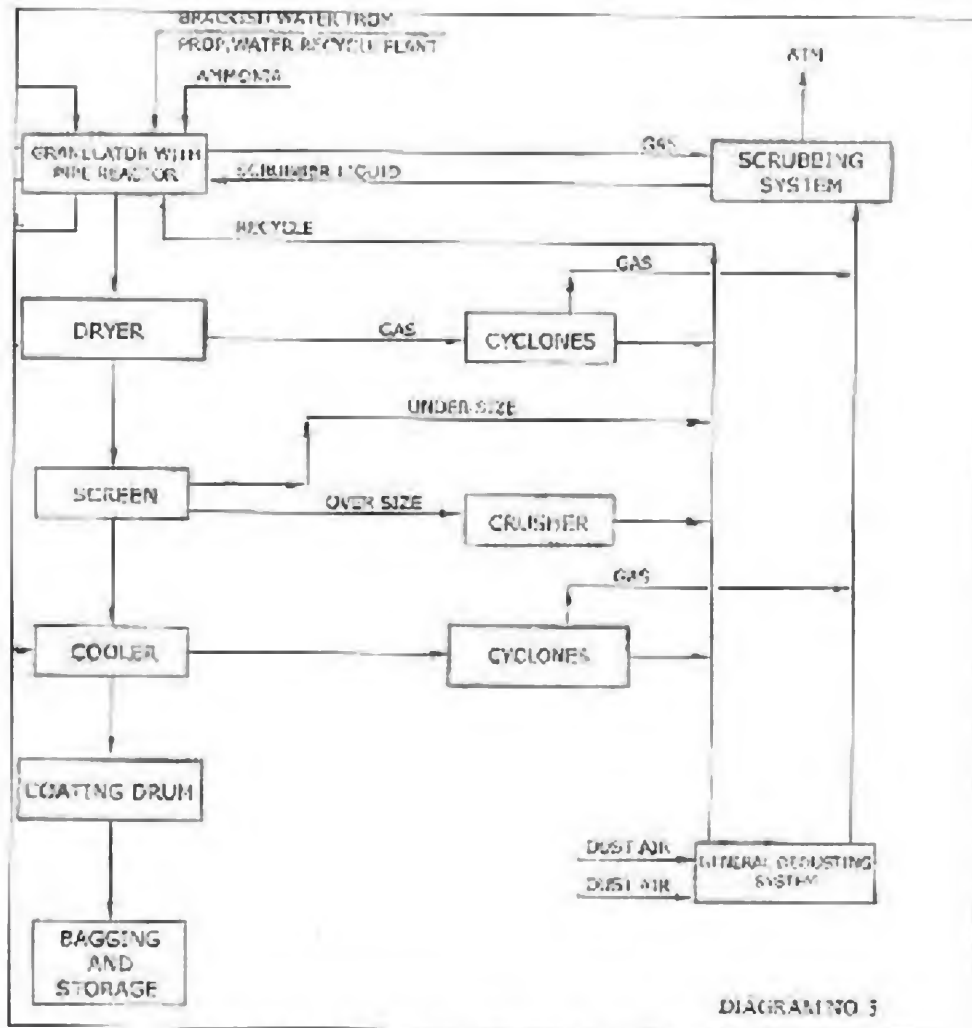 BRACKISH WATER FROM
PROP. WATER RECYCLE PLANT
AMMONIA
ATM
GRANULATOR WITH
PIPE REACTOR
GAS
SCRUBBING
SYSTEM
SCRUBBER LIQUID
RECYCLE
GAS
DRYER
GAS
CYCLONES
UNDER SIZE
SCREEN
OVER SIZE
CRUSHER
GAS
COOLER
CYCLONES
COATING DRUM
DUST AIR
GENERAL DEDUSTING
SYSTEM
DUST AIR
BAGGING
AND
STORAGE
DIAGRAM NO